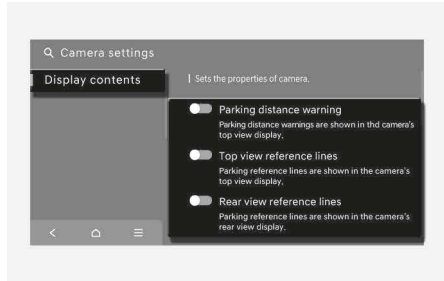 Camera settings
Display contents
Sets the properties of camera.
Parking distance warning
Parking distance warnings are shown in thd camera's
top view display.
Top view reference lines
Parking reference lines are shown in the camera's
top view display.
Rear view reference lines
Parking reference lines are shown in the camera's
rear view display.